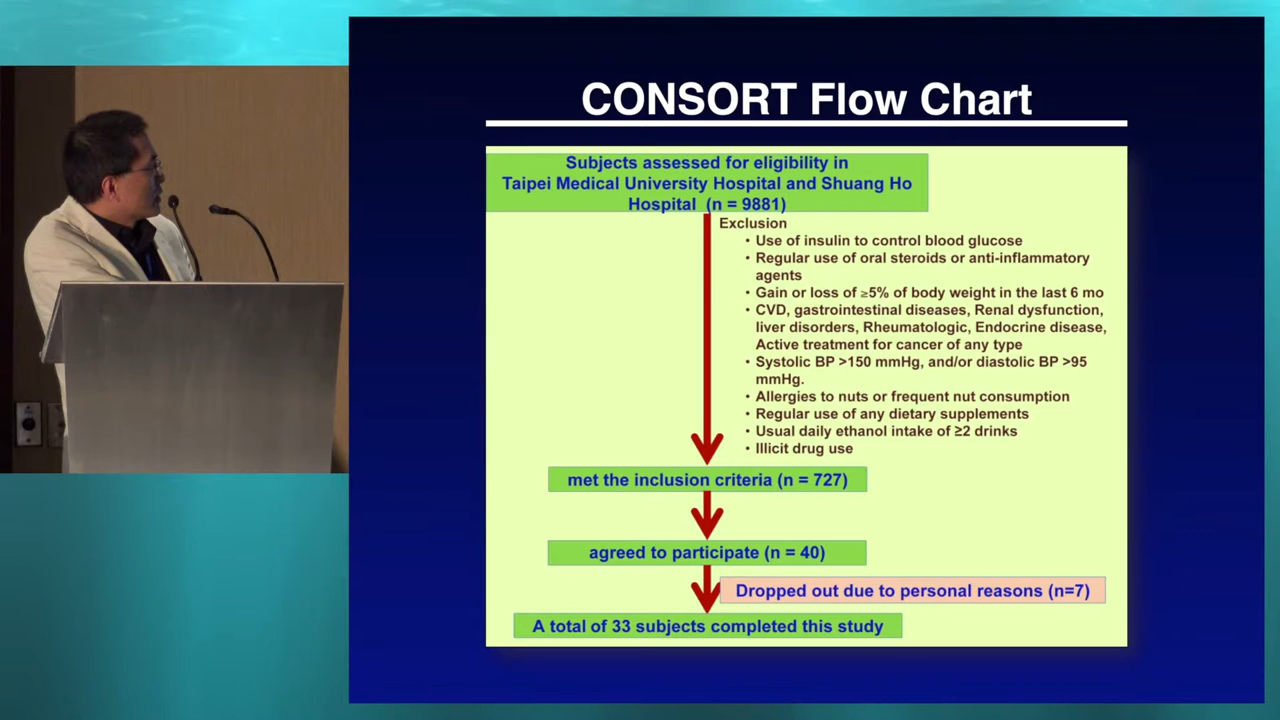 CONSORT Flow Chart
Subjects assessed for eligibility in
Taipei Medical University Hospital and Shuang Ho
Hospital (n = 9881)
Exclusion
• Use of insulin to control blood glucose
• Regular use of oral steroids or anti-inflammatory
agents
• Gain or loss of ≥5% of body weight in the last 6 mo
• CVD, gastrointestinal diseases, Renal dysfunction,
liver disorders, Rheumatologic, Endocrine disease,
Active treatment for cancer of any type
• Systolic BP >150 mmHg, and/or diastolic BP >95
mmHg.
• Allergies to nuts or frequent nut consumption
• Regular use of any dietary supplements
• Usual daily ethanol intake of ≥2 drinks
• Illicit drug use
met the inclusion criteria (n = 727)
agreed to participate (n = 40)
Dropped out due to personal reasons (n=7)
A total of 33 subjects completed this study